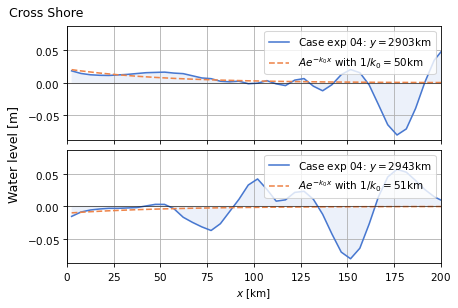 Cross Shore
0.05
0.00
−0.05
Case exp 04: y = 2903km
Ae^{−k₀x} with 1/k₀ = 50km
Water level [m]
0.05
0.00
−0.05
Case exp 04: y = 2943km
Ae^{−k₀x} with 1/k₀ = 51km
0 25 50 75 100 125 150 175 200
x [km]